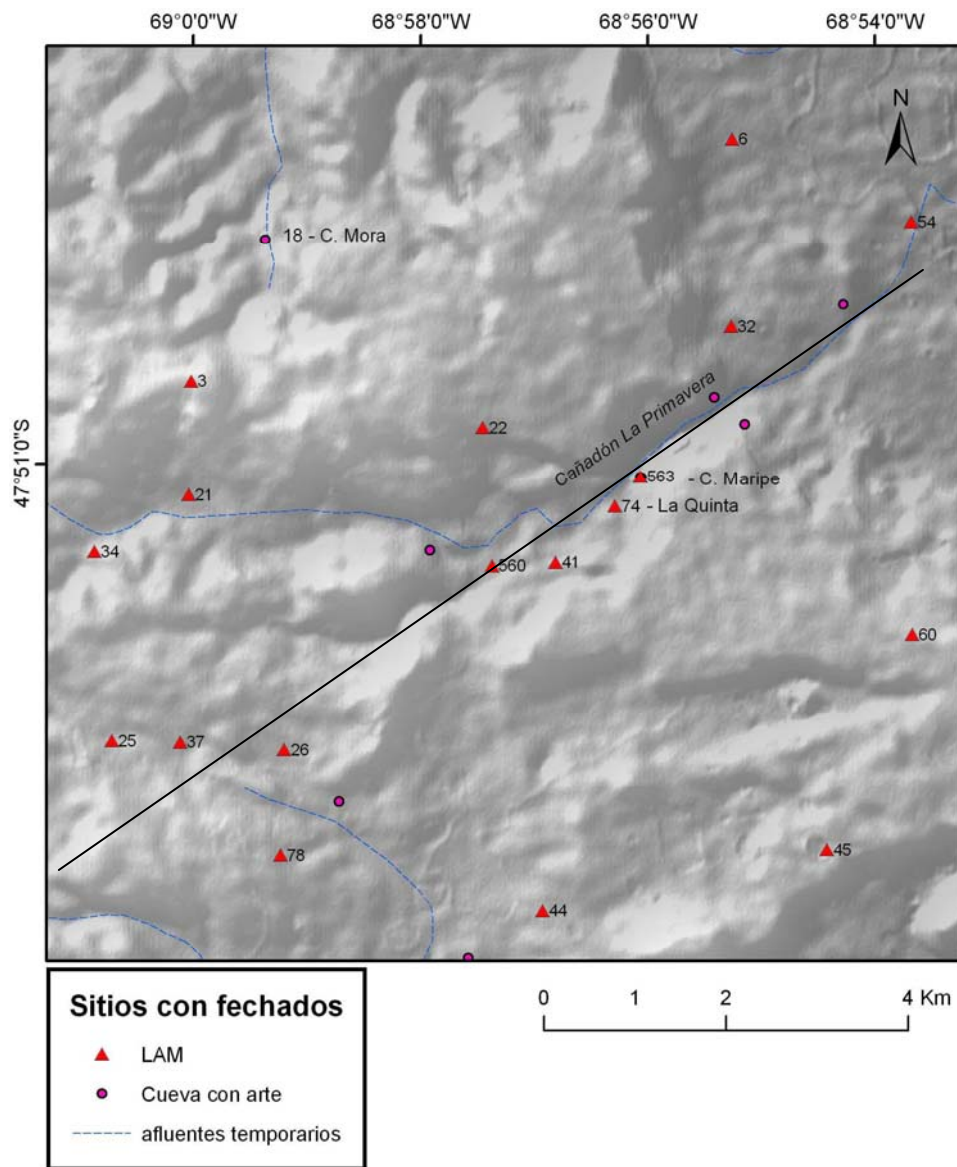 69°0'0"W 68°58'0"W 68°56'0"W 68°54'0"W
N
6
54
18 - C. Mora
32
3
Cañadón La Primavera
22
47°51'0"S
563 - C. Maripe
21
74 - La Quinta
34
560
41
60
25
37
26
78
45
44
Sitios con fechados
LAM
Cueva con arte
afluentes temporarios
0 1 2 4 Km